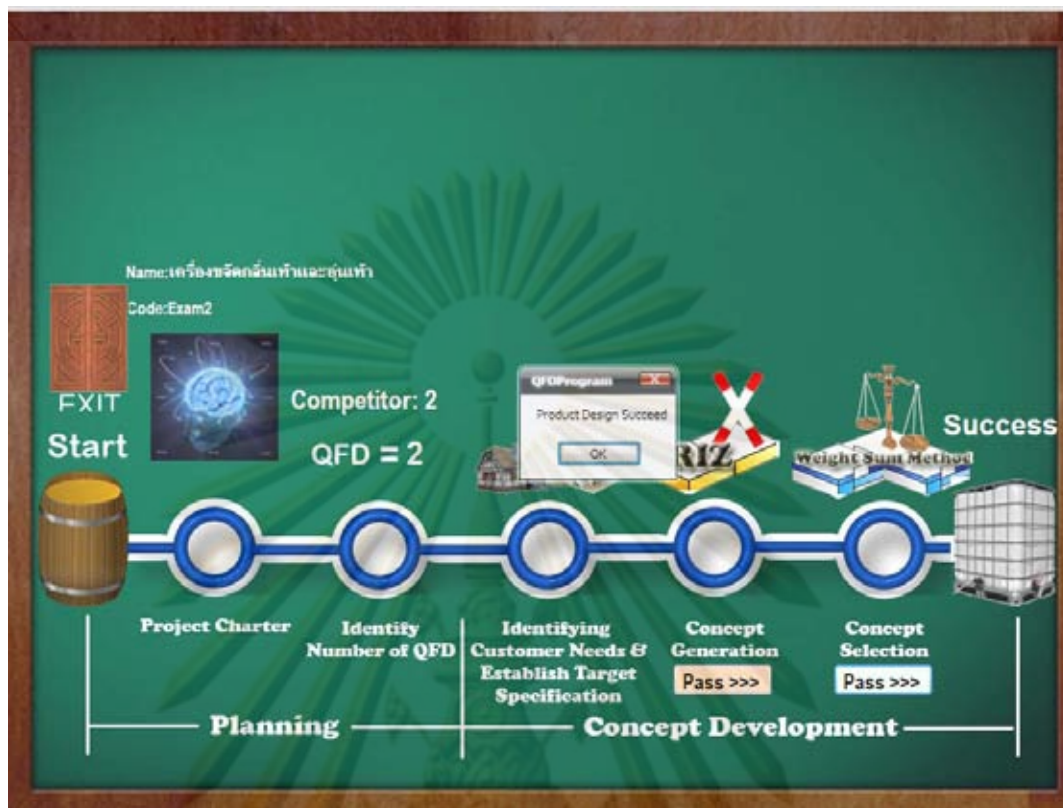 Name:เครื่องขจัดกลิ่นเท้าและอุ่นเท้า
Code:Exam2
EXIT
Start
Competitor: 2
QFD = 2
QFDProgram
Product Design Succeed
OK
RIZ
Weight Sum Method
Success
Project Charter
Identify
Number of QFD
Identifying
Customer Needs &
Establish Target
Specification
Concept
Generation
Pass >>>
Concept
Selection
Pass >>>
Planning
Concept Development